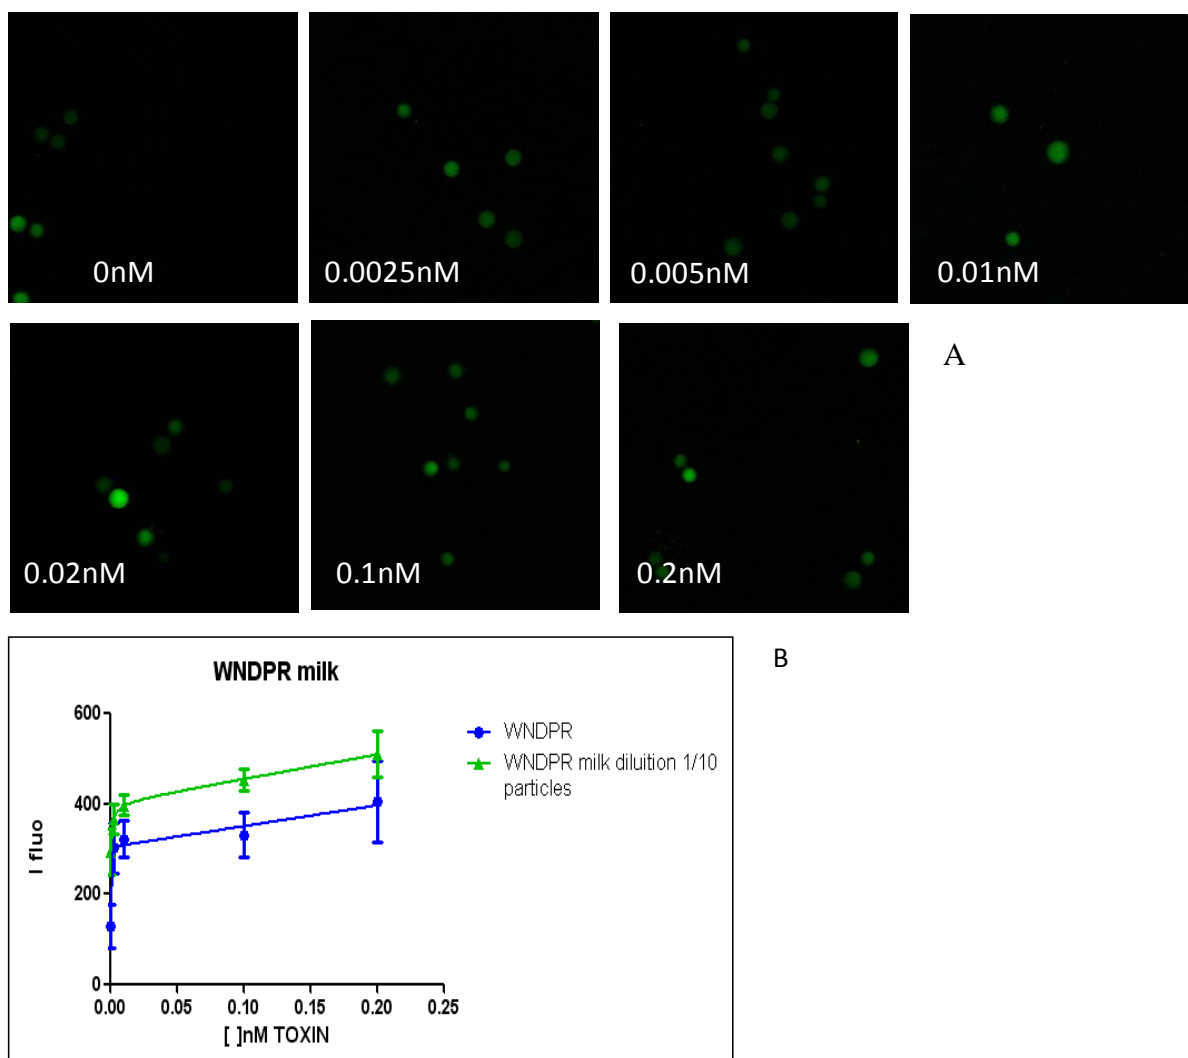 0nM
0.0025nM
0.005nM
0.01nM
0.02nM
0.1nM
0.2nM
A
B
WNDPR milk
WNDPR
WNDPR milk diluition 1/10
particles
600
400
200
0
I fluo
0.00 0.05 0.10 0.15 0.20 0.25
[ ]nM TOXIN